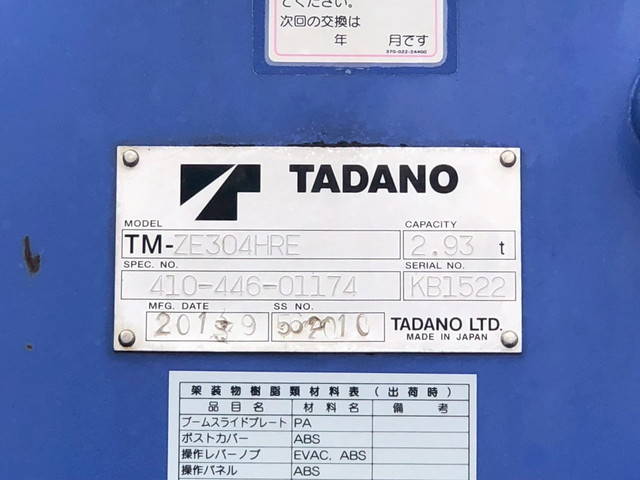 てください。
次回の交換は
年 月です
370-022-24400
TADANO
MODEL CAPACITY
TM-ZE304HRE 2.93 t
SPEC. NO. SERIAL NO.
410-446-01174 KB1522
MFG. DATE SS NO.
TADANO LTD.
MADE IN JAPAN
架装物樹脂類材料表(出荷時)
品目名 材料名 備考
ブームスライドプレート PA
ポストカバー ABS
操作レバーノブ EVAC, ABS
操作パネル ABS